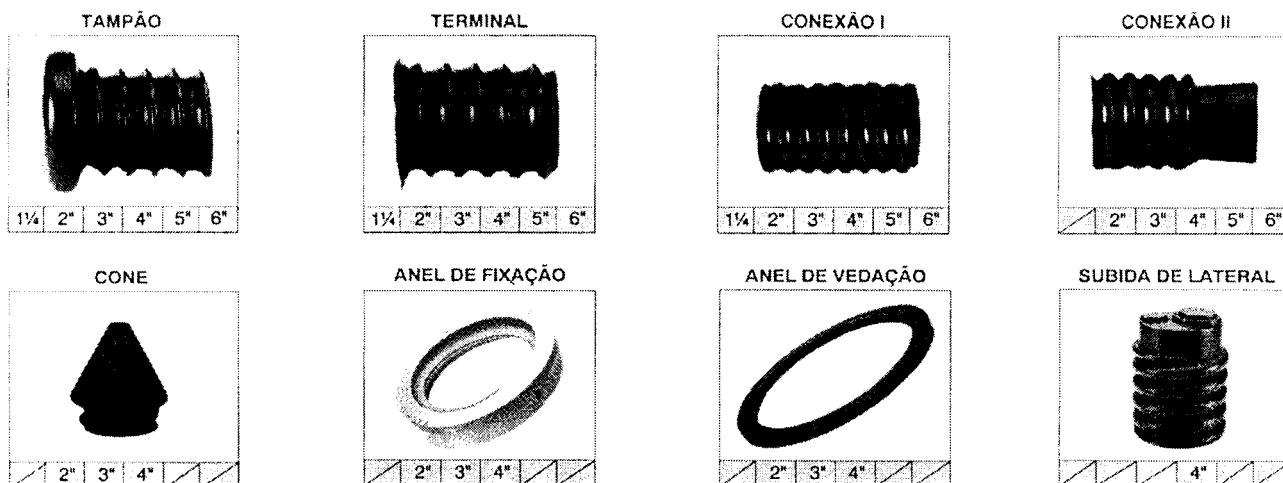 TAMPÃO TERMINAL CONEXÃO I CONEXÃO II
1¼ 2" 3" 4" 5" 6" 1¼ 2" 3" 4" 5" 6" 1¼ 2" 3" 4" 5" 6" 2" 3" 4" 5" 6"
CONE ANEL DE FIXAÇÃO ANEL DE VEDAÇÃO SUBIDA DE LATERAL
2" 3" 4" 2" 3" 4" 2" 3" 4" 4"